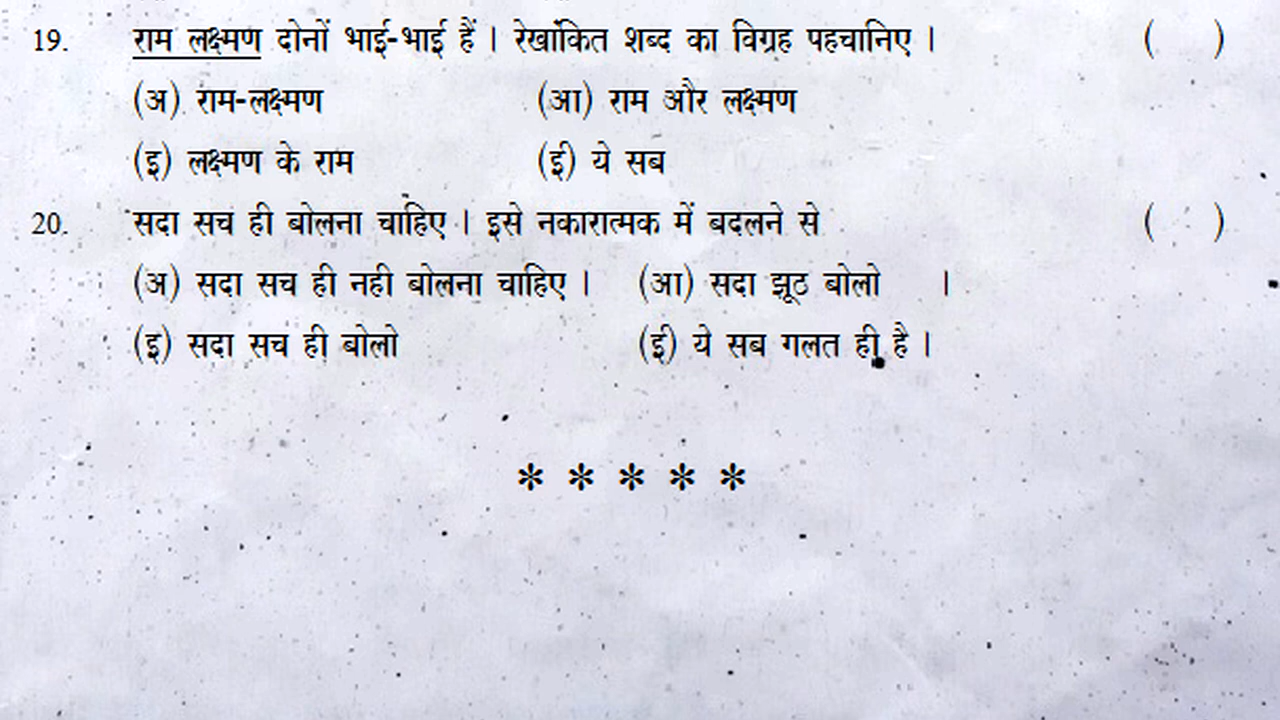 19. राम लक्ष्मण दोनों भाई-भाई हैं । रेखांकित शब्द का विग्रह पहचानिए । ( )
(अ) राम-लक्ष्मण (आ) राम और लक्ष्मण
(इ) लक्ष्मण के राम (ई) ये सब
20. सदा सच ही बोलना चाहिए । इसे नकारात्मक में बदलने से ( )
(अ) सदा सच ही नही बोलना चाहिए । (आ) सदा झूठ बोलो ।
(इ) सदा सच ही बोलो (ई) ये सब गलत ही है ।
* * * * *